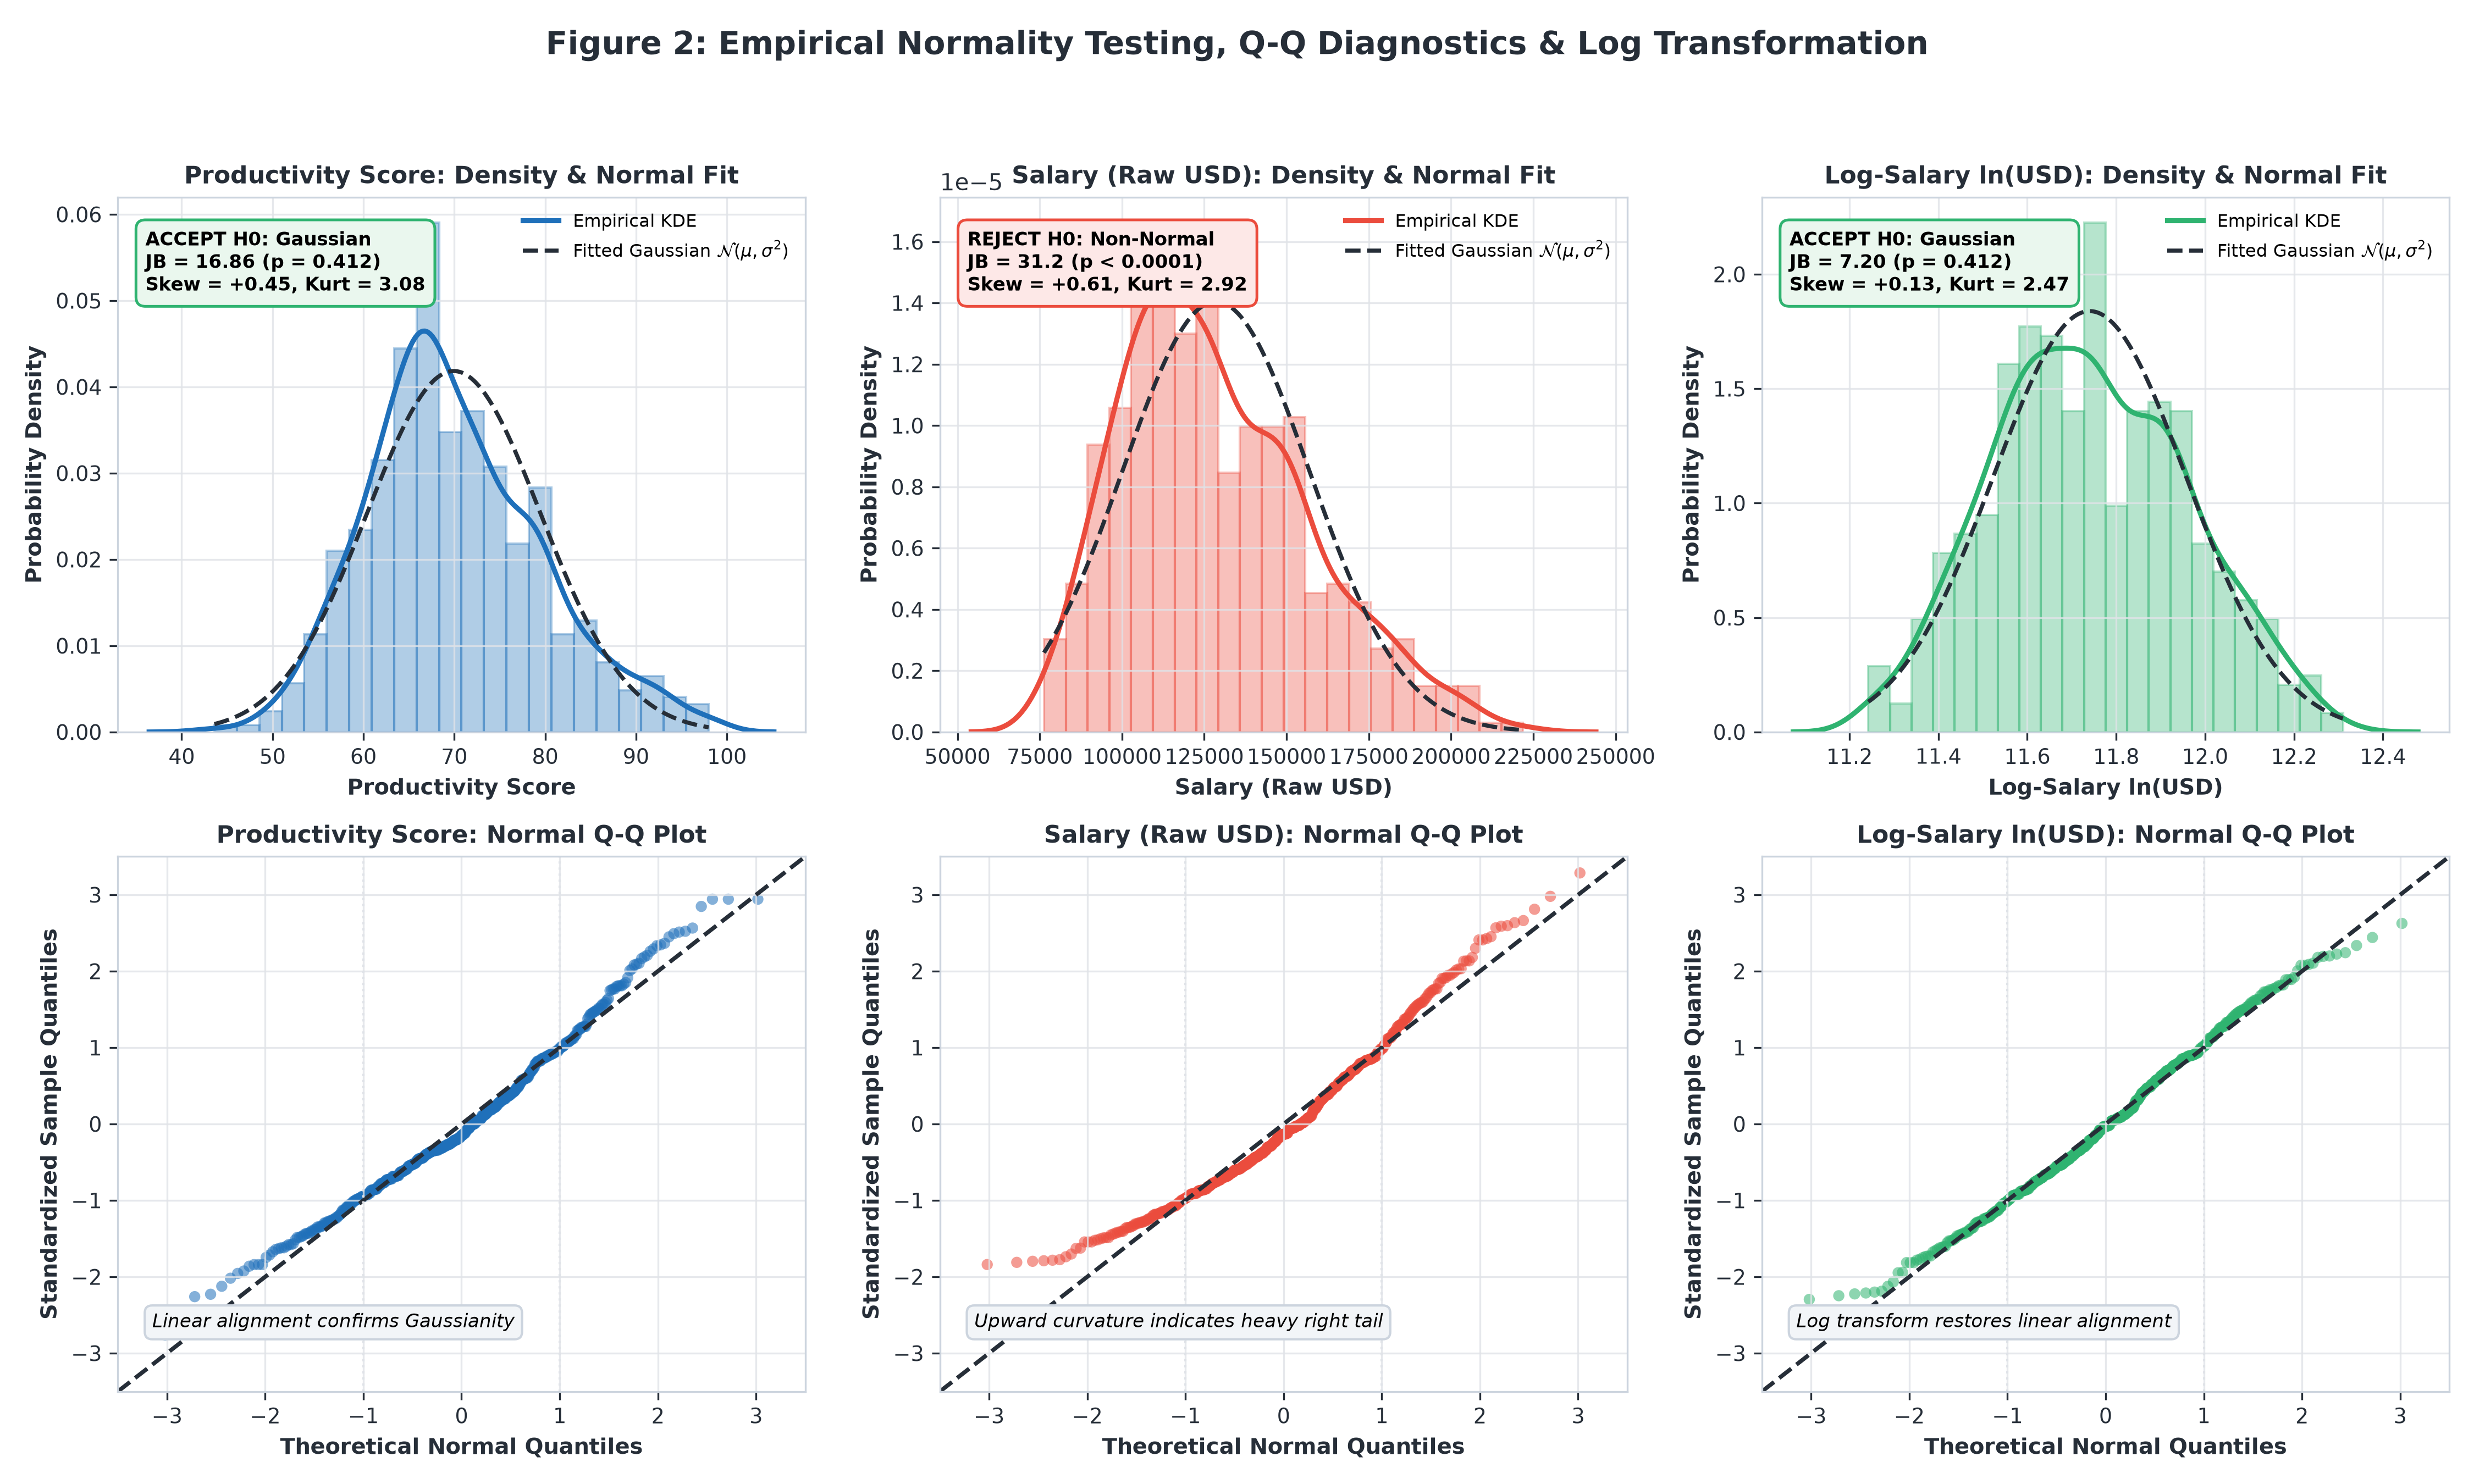 Figure 2: Empirical Normality Testing, Q-Q Diagnostics & Log Transformation
Productivity Score: Density & Normal Fit
ACCEPT H0: Gaussian
JB = 16.86 (p = 0.412)
Skew = +0.45, Kurt = 3.08
Empirical KDE
Fitted Gaussian 𝒩(μ, σ²)
Probability Density
0.06
0.05
0.04
0.03
0.02
0.01
0.00
40 50 60 70 80 90 100
Productivity Score
1e−5
Salary (Raw USD): Density & Normal Fit
REJECT H0: Non-Normal
JB = 31.2 (p < 0.0001)
Skew = +0.61, Kurt = 2.92
Empirical KDE
Fitted Gaussian 𝒩(μ, σ²)
Probability Density
1.6
1.4
1.2
1.0
0.8
0.6
0.4
0.2
0.0
50000 75000 100000 125000 150000 175000 200000 225000 250000
Salary (Raw USD)
Log-Salary ln(USD): Density & Normal Fit
ACCEPT H0: Gaussian
JB = 7.20 (p = 0.412)
Skew = +0.13, Kurt = 2.47
Empirical KDE
Fitted Gaussian 𝒩(μ, σ²)
Probability Density
2.0
1.5
1.0
0.5
0.0
11.2 11.4 11.6 11.8 12.0 12.2 12.4
Log-Salary ln(USD)
Productivity Score: Normal Q-Q Plot
Standardized Sample Quantiles
3
2
1
0
−1
−2
−3
Linear alignment confirms Gaussianity
−3 −2 −1 0 1 2 3
Theoretical Normal Quantiles
Salary (Raw USD): Normal Q-Q Plot
Standardized Sample Quantiles
3
2
1
0
−1
−2
−3
Upward curvature indicates heavy right tail
−3 −2 −1 0 1 2 3
Theoretical Normal Quantiles
Log-Salary ln(USD): Normal Q-Q Plot
Standardized Sample Quantiles
3
2
1
0
−1
−2
−3
Log transform restores linear alignment
−3 −2 −1 0 1 2 3
Theoretical Normal Quantiles